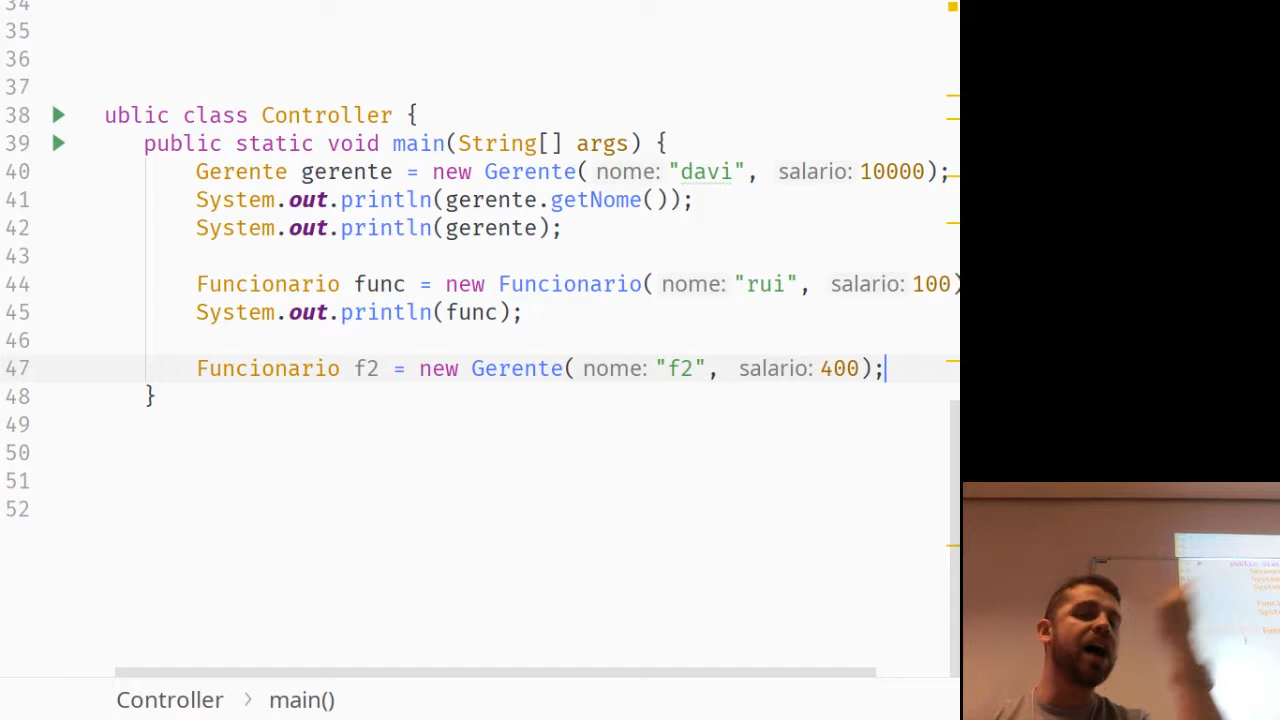 34
35
36
37
38 ublic class Controller {
39 public static void main(String[] args) {
40 Gerente gerente = new Gerente( nome: "davi", salario: 10000);
41 System.out.println(gerente.getNome());
42 System.out.println(gerente);
43
44 Funcionario func = new Funcionario( nome: "rui", salario: 100)
45 System.out.println(func);
46
47 Funcionario f2 = new Gerente( nome: "f2", salario: 400);
48 }
49
50
51
52
Controller > main()